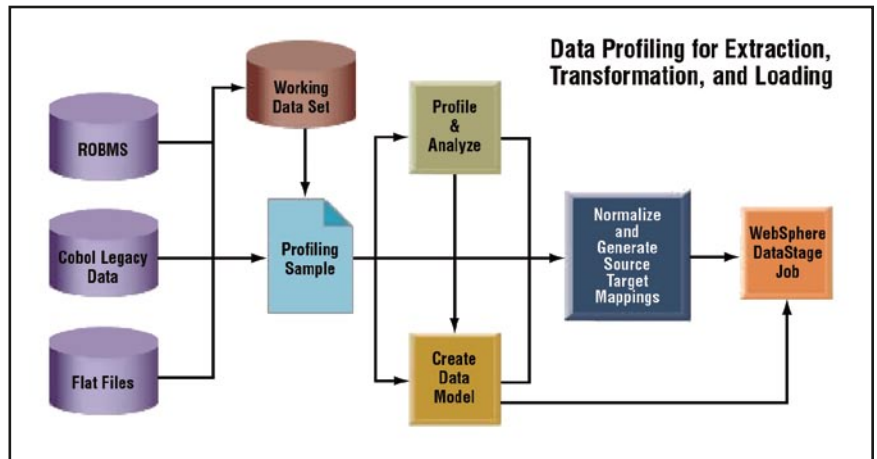 Data Profiling for Extraction,
Transformation, and Loading
Working
Data Set
ROBMS
Cobol Legacy
Data
Flat Files
Profiling
Sample
Profile
&
Analyze
Create
Data
Model
Normalize
and
Generate
Source
Target
Mappings
WebSphere
DataStage
Job